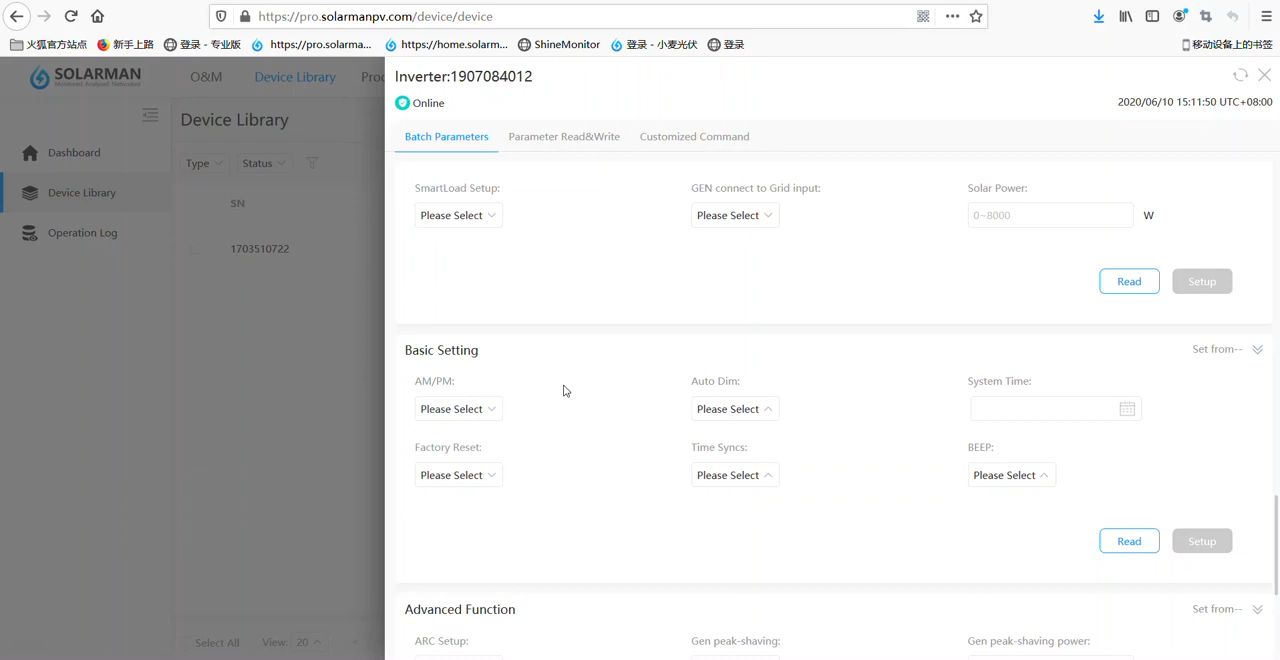 https://pro.solarmanpv.com/device/device
火狐官方站点 新手上路 登录 - 专业版 https://pro.solarma... https://home.solarm... ShineMonitor 登录 - 小麦光伏 登录 移动设备上的书签
SOLARMAN O&M Device Library Proc
Inverter:1907084012
Online
2020/06/10 15:11:50 UTC+08:00
Device Library
Batch Parameters Parameter Read&Write Customized Command
Dashboard
Device Library
Operation Log
Type Status
SN
1703510722
Select All View: 20
SmartLoad Setup: GEN connect to Grid input: Solar Power:
Please Select Please Select 0~8000 W
Read Setup
Basic Setting Set from--
AM/PM: Auto Dim: System Time:
Please Select Please Select
Factory Reset: Time Syncs: BEEP:
Please Select Please Select Please Select
Read Setup
Advanced Function Set from--
ARC Setup: Gen peak-shaving: Gen peak-shaving power: